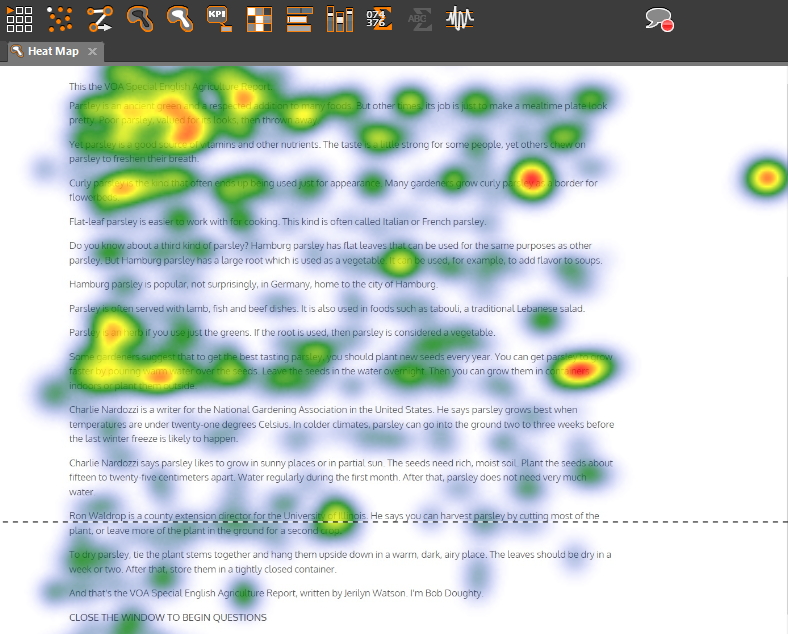 KPI
074
376
ABC
Heat Map
This the VOA Special English Agriculture Report.
Parsley is an ancient green and a respected addition to many foods. But other times, its job is just to make a mealtime plate look
pretty. Poor parsley, valued for its looks, then thrown away.
Yet parsley is a good source of vitamins and other nutrients. The taste is a little strong for some people, yet others chew on
parsley to freshen their breath.
Curly parsley is the kind that often ends up being used just for appearance. Many gardeners grow curly parsley as a border for
flowerbeds.
Flat-leaf parsley is easier to work with for cooking. This kind is often called Italian or French parsley.
Do you know about a third kind of parsley? Hamburg parsley has flat leaves that can be used for the same purposes as other
parsley. But Hamburg parsley has a large root which is used as a vegetable. It can be used, for example, to add flavor to soups.
Hamburg parsley is popular, not surprisingly, in Germany, home to the city of Hamburg.
Parsley is often served with lamb, fish and beef dishes. It is also used in foods such as tabouli, a traditional Lebanese salad.
Parsley is an herb if you use just the greens. If the root is used, then parsley is considered a vegetable.
Some gardeners suggest that to get the best tasting parsley, you should plant new seeds every year. You can get parsley to grow
faster by pouring warm water over the seeds. Leave the seeds in the water overnight. Then you can grow them in containers
indoors or plant them outside.
Charlie Nardozzi is a writer for the National Gardening Association in the United States. He says parsley grows best when
temperatures are under twenty-one degrees Celsius. In colder climates, parsley can go into the ground two to three weeks before
the last winter freeze is likely to happen.
Charlie Nardozzi says parsley likes to grow in sunny places or in partial sun. The seeds need rich, moist soil. Plant the seeds about
fifteen to twenty-five centimeters apart. Water regularly during the first month. After that, parsley does not need very much
water.
Ron Waldrop is a county extension director for the University of Illinois. He says you can harvest parsley by cutting most of the
plant, or leave more of the plant in the ground for a second crop.
To dry parsley, tie the plant stems together and hang them upside down in a warm, dark, airy place. The leaves should be dry in a
week or two. After that, store them in a tightly closed container.
And that's the VOA Special English Agriculture Report, written by Jerilyn Watson. I'm Bob Doughty.
CLOSE THE WINDOW TO BEGIN QUESTIONS